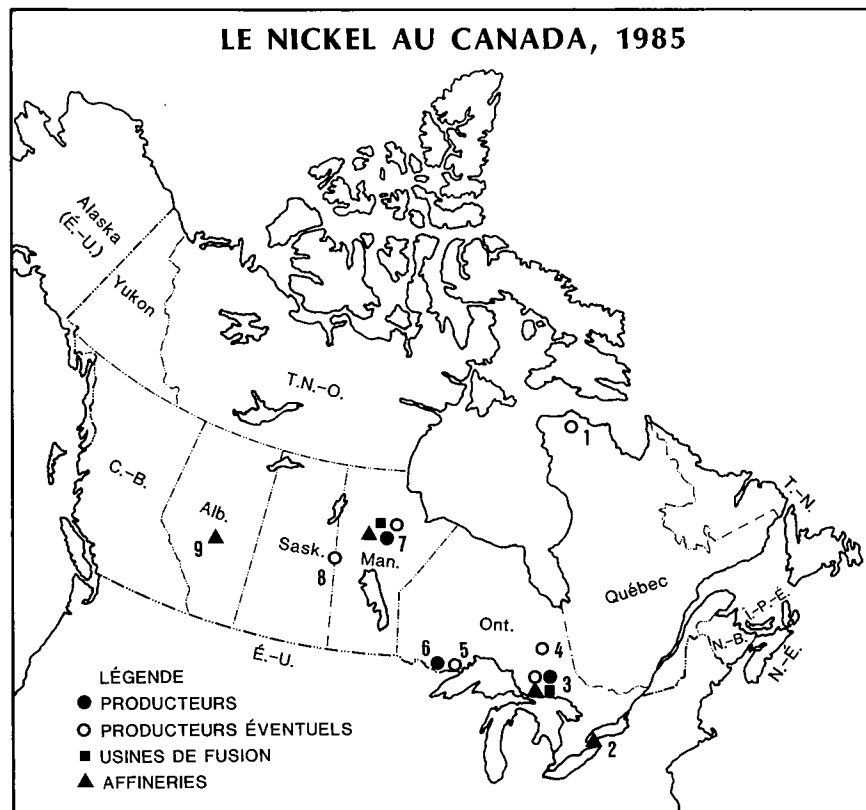 LE NICKEL AU CANADA, 1985
Alaska
(É.-U.)
Yukon
T.N.-O.
1
C.-B.
Alb.
9
Sask.
8
Man.
7
T.-N.
Québec
Î-P.-É.
N.-B.
N.-É.
Ont.
4
6
5
3
É.-U.
2
LÉGENDE
PRODUCTEURS
PRODUCTEURS ÉVENTUELS
USINES DE FUSION
AFFINERIES